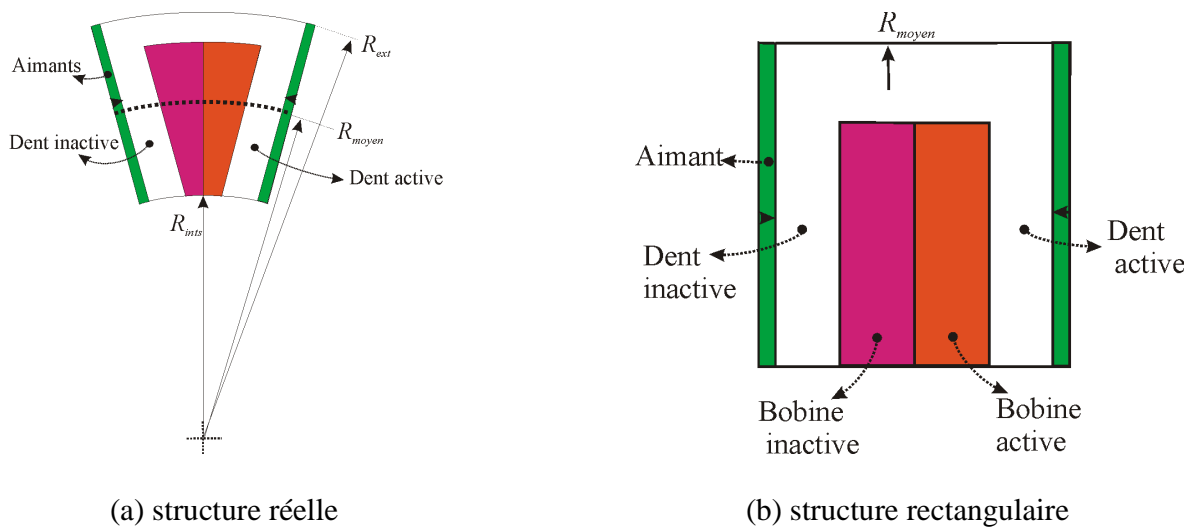 R_ext
Aimants
R_moyen
Dent inactive
Dent active
R_ints
(a) structure réelle
R_moyen
Aimant
Dent
inactive
Dent
active
Bobine
inactive
Bobine
active
(b) structure rectangulaire